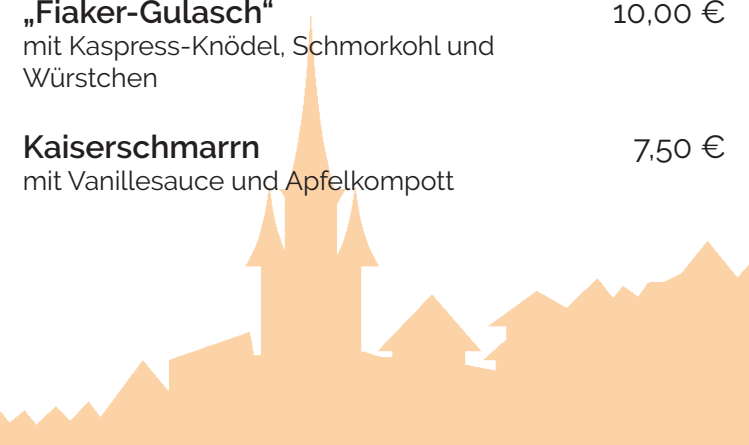 „Fiaker-Gulasch“ 10,00 €
mit Kaspress-Knödel, Schmorkohl und
Würstchen
Kaiserschmarrn 7,50 €
mit Vanillesauce und Apfelkompott